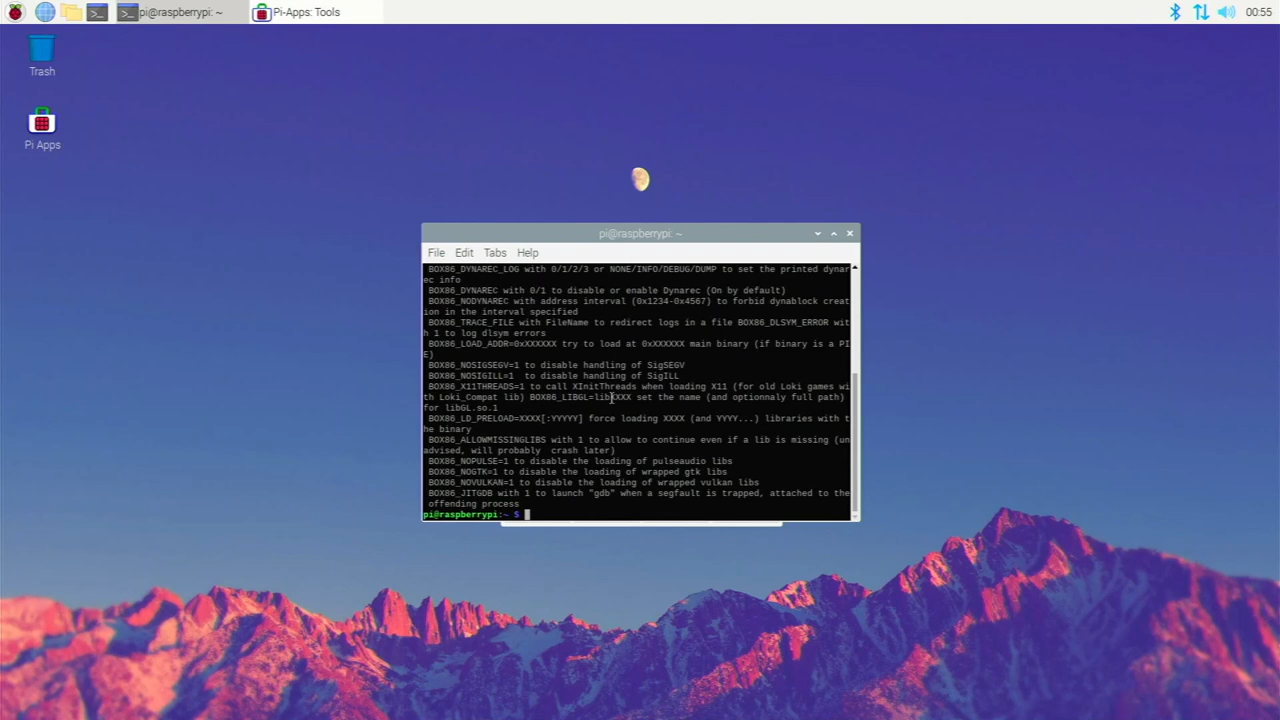 pi@raspberrypi: ~
Pi-Apps: Tools
00:55
Trash
Pi Apps
pi@raspberrypi: ~
File Edit Tabs Help
BOX86_DYNAREC_LOG with 0/1/2/3 or NONE/INFO/DEBUG/DUMP to set the printed dynar
ec info
BOX86_DYNAREC with 0/1 to disable or enable Dynarec (On by default)
BOX86_NODYNAREC with address interval (0x1234-0x4567) to forbid dynablock creat
ion in the interval specified
BOX86_TRACE_FILE with FileName to redirect logs in a file BOX86_DLSYM_ERROR wit
h 1 to log dlsym errors
BOX86_LOAD_ADDR=0xXXXXXX try to load at 0xXXXXXX main binary (if binary is a PI
E)
BOX86_NOSIGSEGV=1 to disable handling of SigSEGV
BOX86_NOSIGILL=1  to disable handling of SigILL
BOX86_X11THREADS=1 to call XInitThreads when loading X11 (for old Loki games wi
th Loki_Compat lib) BOX86_LIBGL=libXXXX set the name (and optionnaly full path)
for libGL.so.1
BOX86_LD_PRELOAD=XXXX[:YYYYY] force loading XXXX (and YYYY...) libraries with t
he binary
BOX86_ALLOWMISSINGLIBS with 1 to allow to continue even if a lib is missing (un
advised, will probably  crash later)
BOX86_NOPULSE=1 to disable the loading of pulseaudio libs
BOX86_NOGTK=1 to disable the loading of wrapped gtk libs
BOX86_NOVULKAN=1 to disable the loading of wrapped vulkan libs
BOX86_JITGDB with 1 to launch "gdb" when a segfault is trapped, attached to the
offending process
pi@raspberrypi:~ $